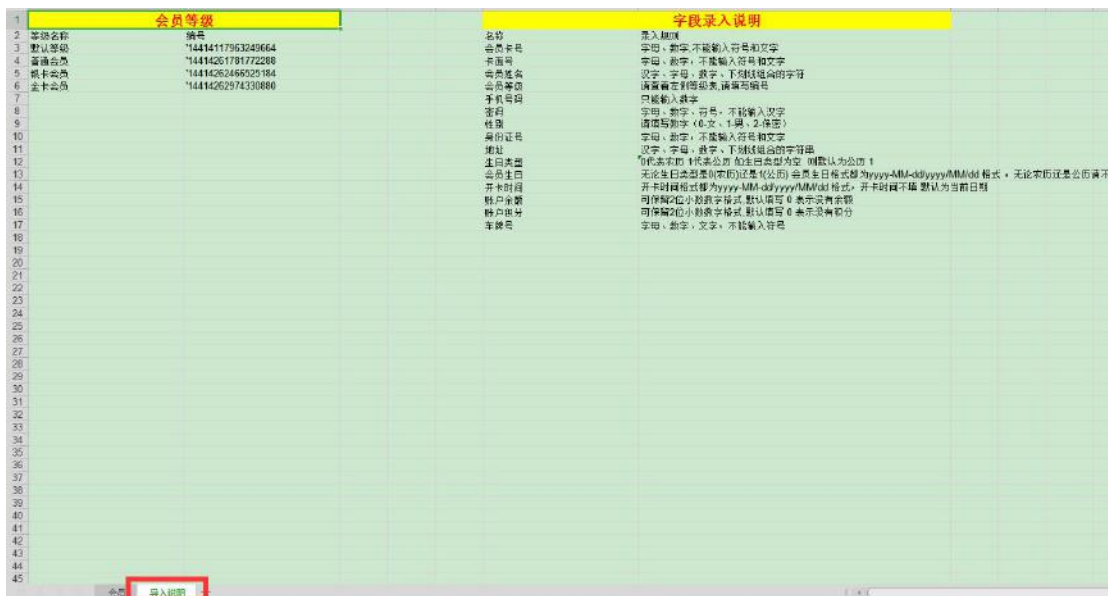 会员等级
字段录入说明
等级名称 编号 名称 录入规则
默认等级 "14414117963249664 会员卡号 字母、数字,不能输入符号和文字
普通会员 "14414261781772288 卡面号 字母、数字,不能输入符号和文字
银卡会员 "14414262466525184 会员姓名 汉字、字母、数字、下划线组合的字符
金卡会员 "14414262974330880 会员等级 请查看左侧等级表,请填写编号
手机号码 只能输入数字
密码 字母、数字、符号,不能输入汉字
性别 请填写数字(0-女、1-男、2-保密)
身份证号 字母、数字,不能输入符号和文字
地址 汉字、字母、数字、下划线组合的字符串
生日类型 0代表农历 1代表公历 如生日类型为空 则默认为公历 1
会员生日 无论生日类型是0(农历)还是1(公历) 会员生日格式都为yyyy-MM-dd/yyyy/MM/dd 格式,无论农历还是公历请不
开卡时间 开卡时间格式都为yyyy-MM-dd/yyyy/MM/dd 格式,开卡时间不填 默认为当前日期
账户余额 可保留2位小数数字格式,默认填写 0 表示没有余额
账户积分 可保留2位小数数字格式,默认填写 0 表示没有积分
车牌号 字母、数字、文字,不能输入符号
会员 录入说明